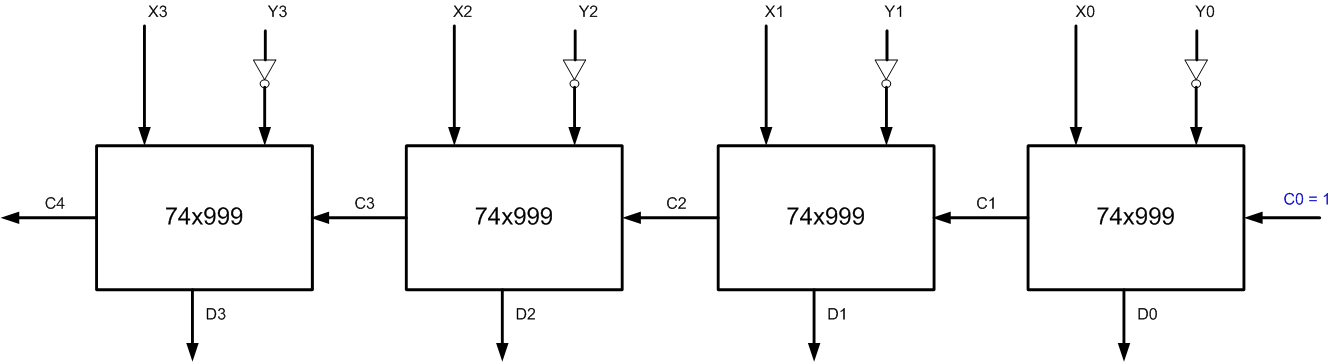 X3 Y3 X2 Y2 X1 Y1 X0 Y0
C4 74x999 C3 74x999 C2 74x999 C1 74x999 C0 = 1
D3 D2 D1 D0